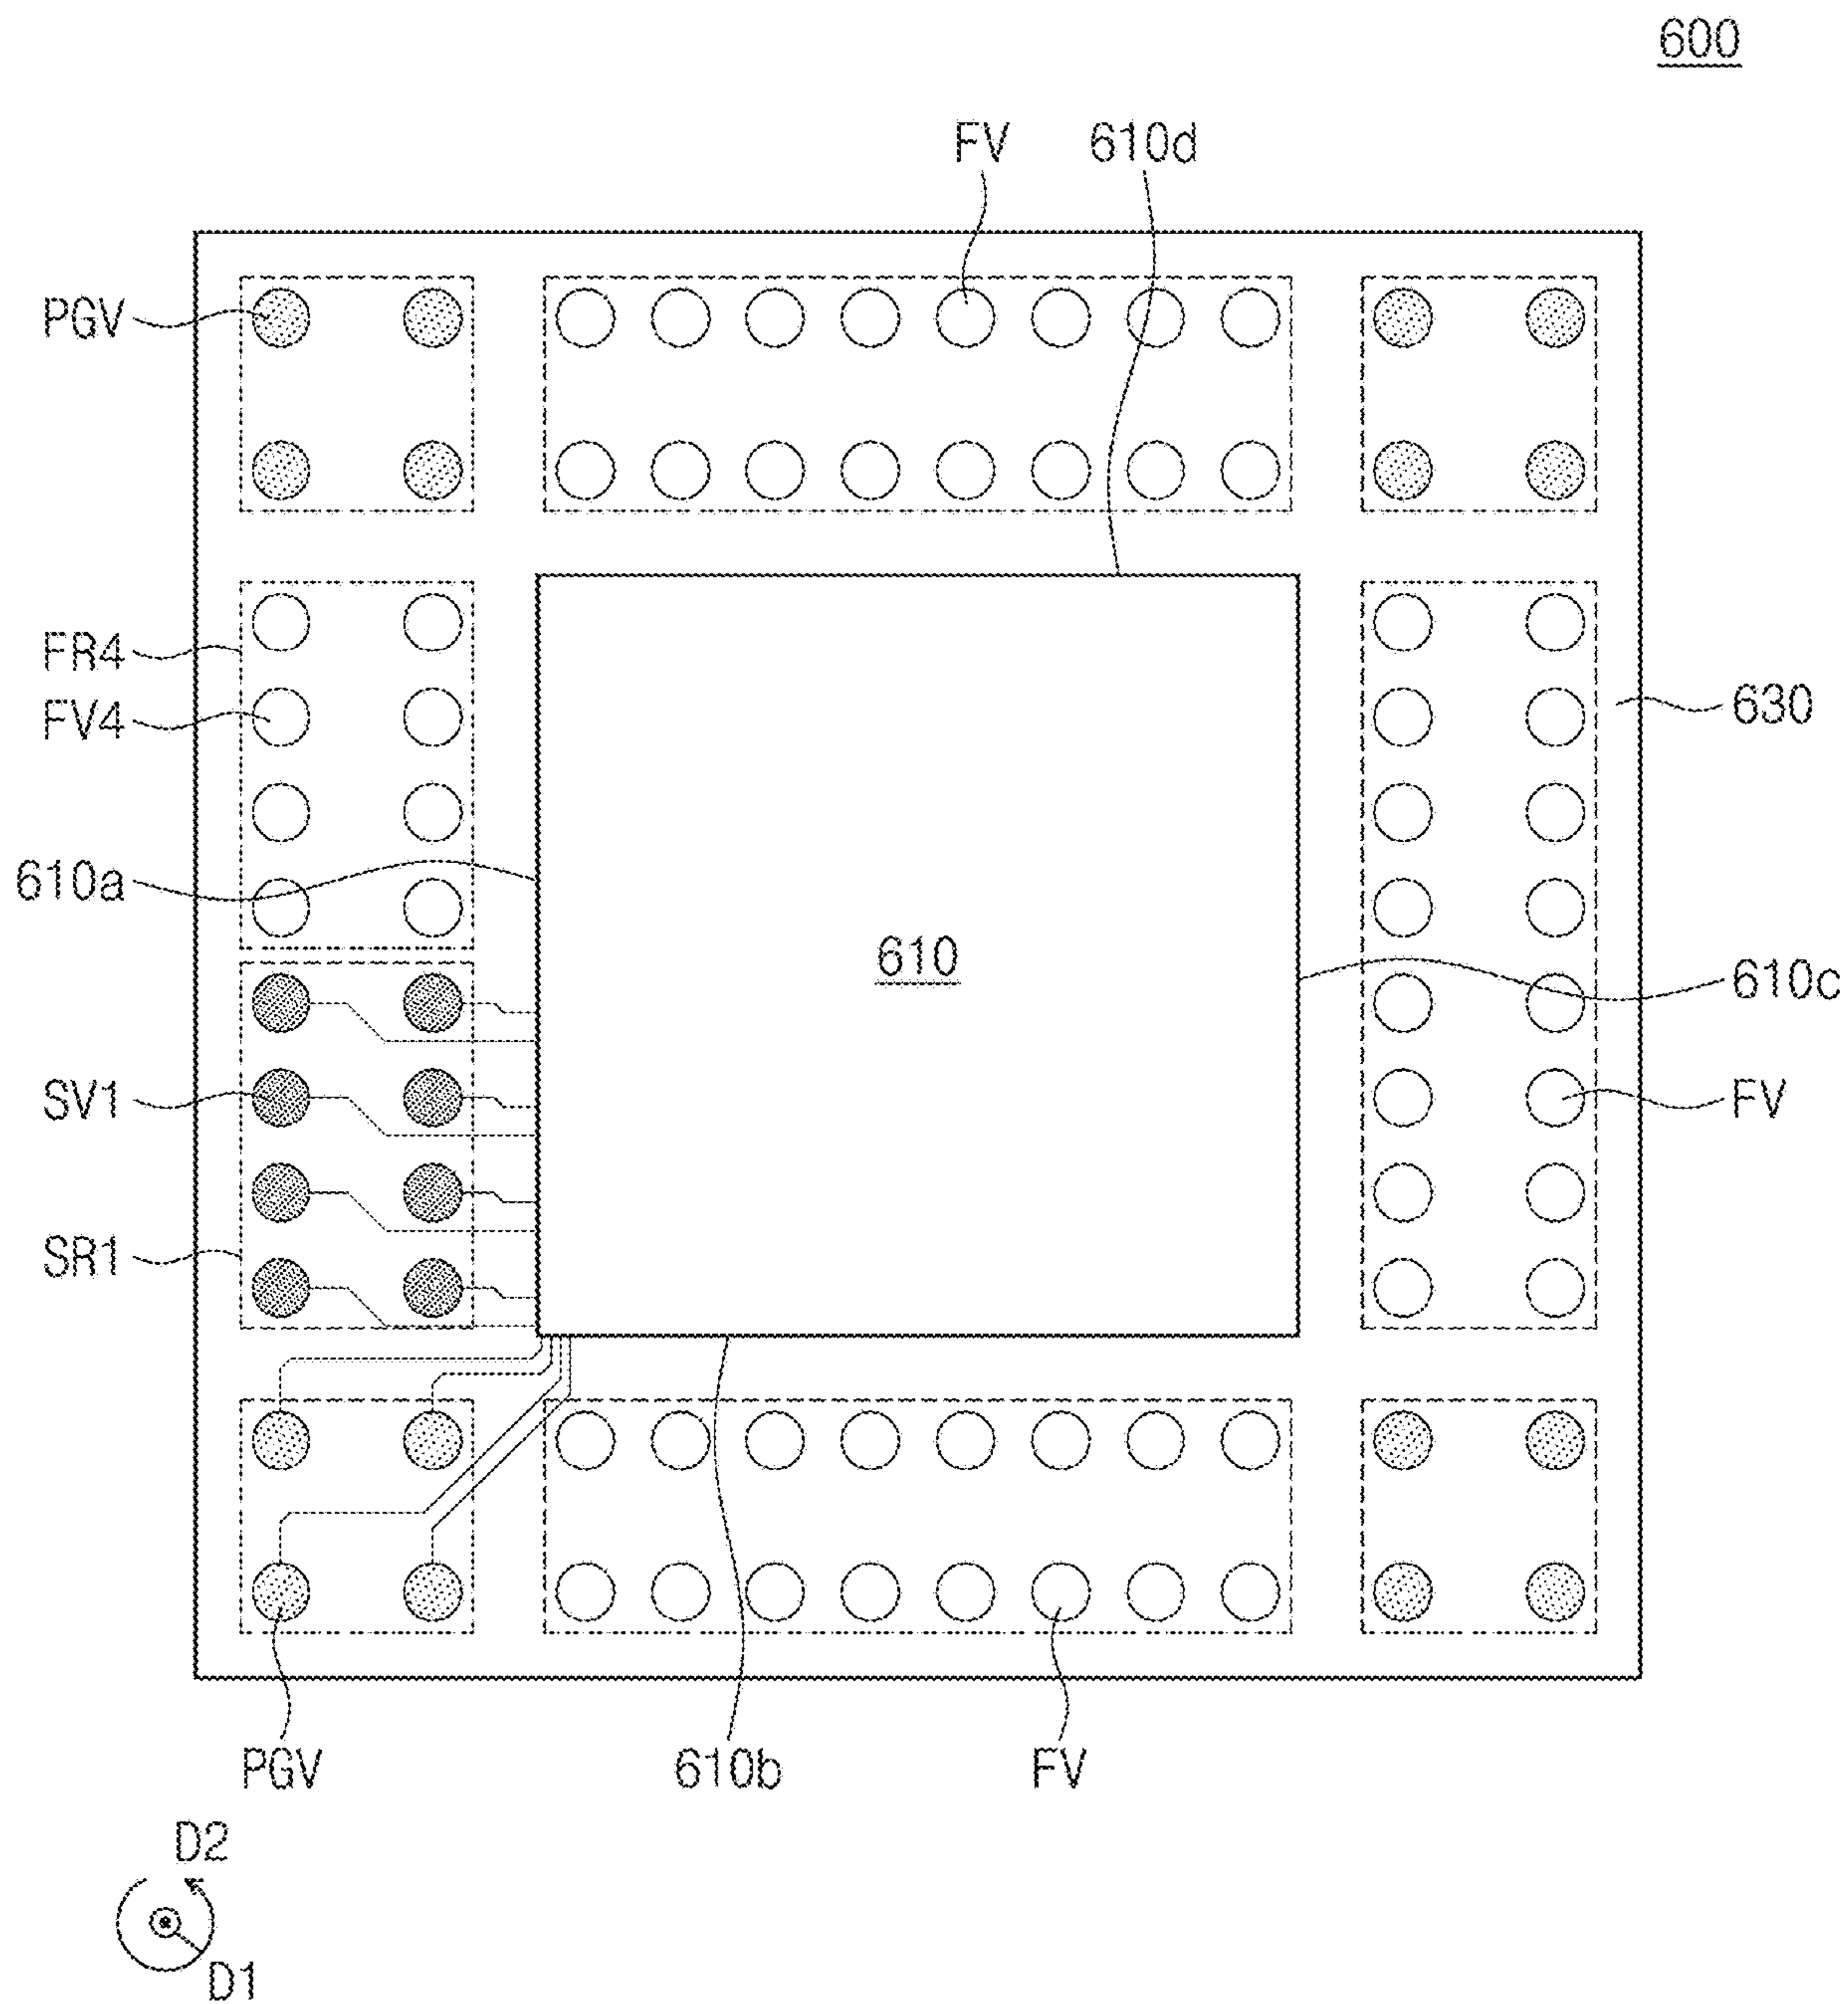 600
FV 610d
PGV
FR4
FV4
630
610a
610
610c
SV1
FV
SR1
PGV 610b FV
D2
D1